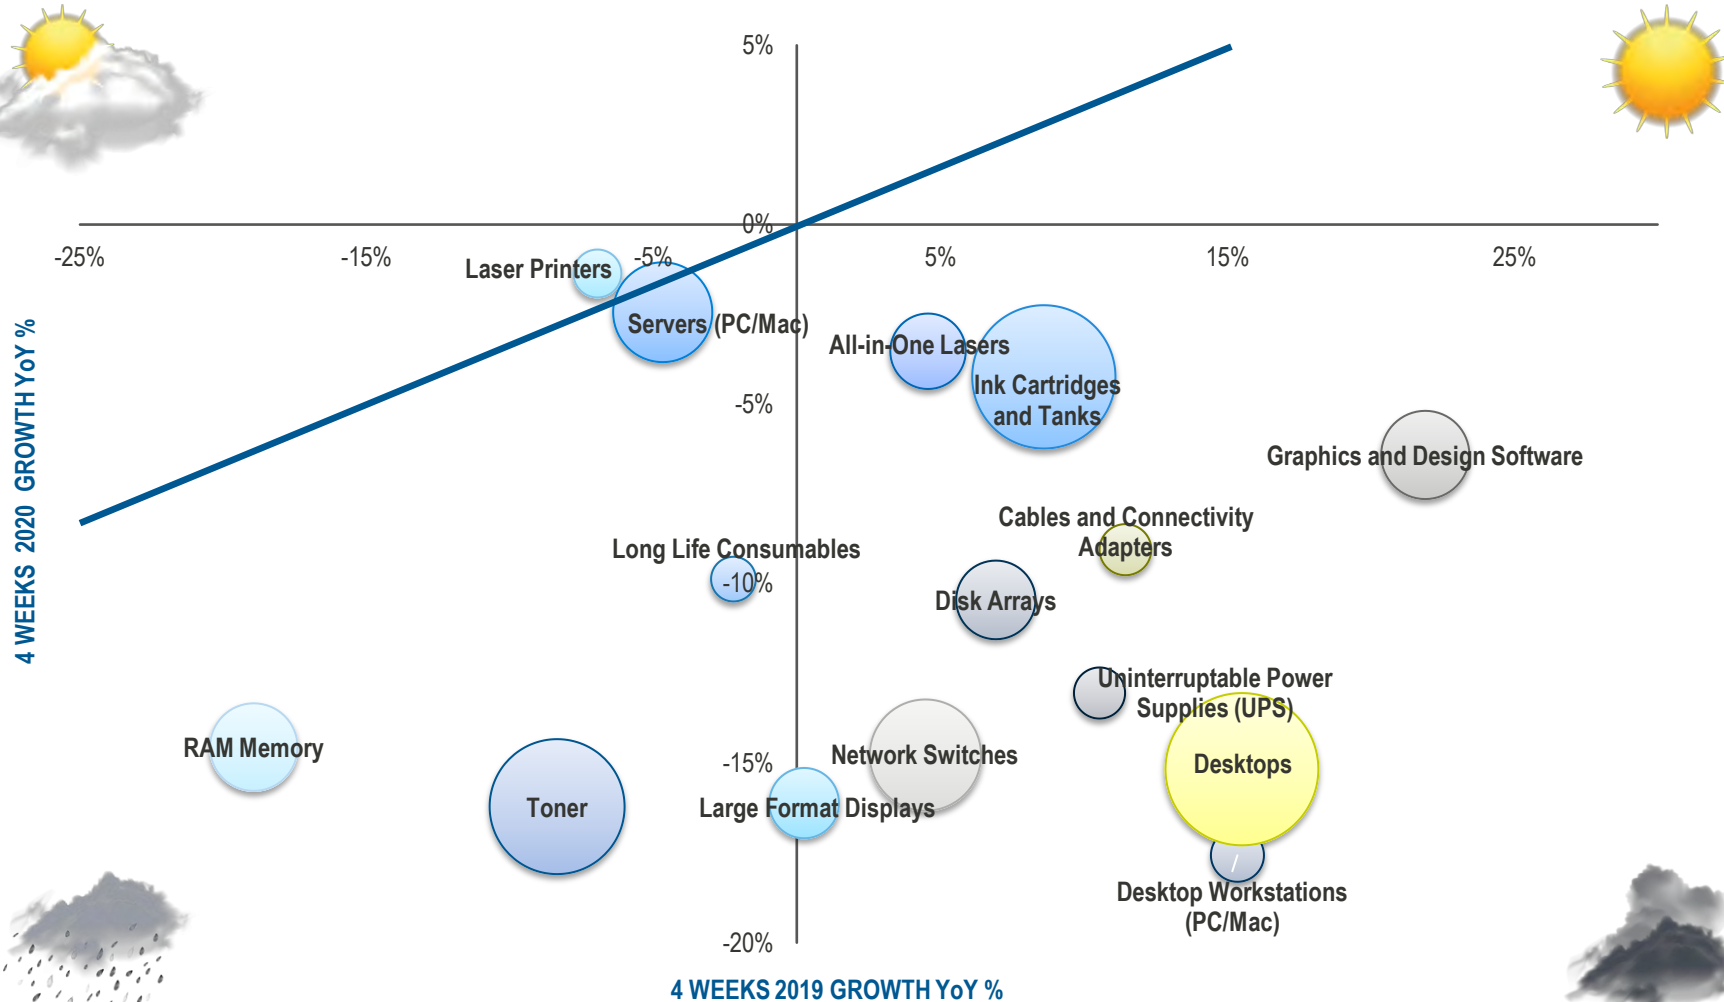 5%
0%
-25%
-15%
-5%
5%
15%
25%
Laser Printers
Servers (PC/Mac)
All-in-One Lasers
Ink Cartridges
and Tanks
-5%
Graphics and Design Software
Cables and Connectivity
Adapters
Long Life Consumables
-10%
Disk Arrays
Uninterruptable Power
Supplies (UPS)
RAM Memory
Network Switches
-15%
Desktops
Toner
Large Format Displays
/
Desktop Workstations
(PC/Mac)
-20%
4 WEEKS 2020 GROWTH YoY %
4 WEEKS 2019 GROWTH YoY %